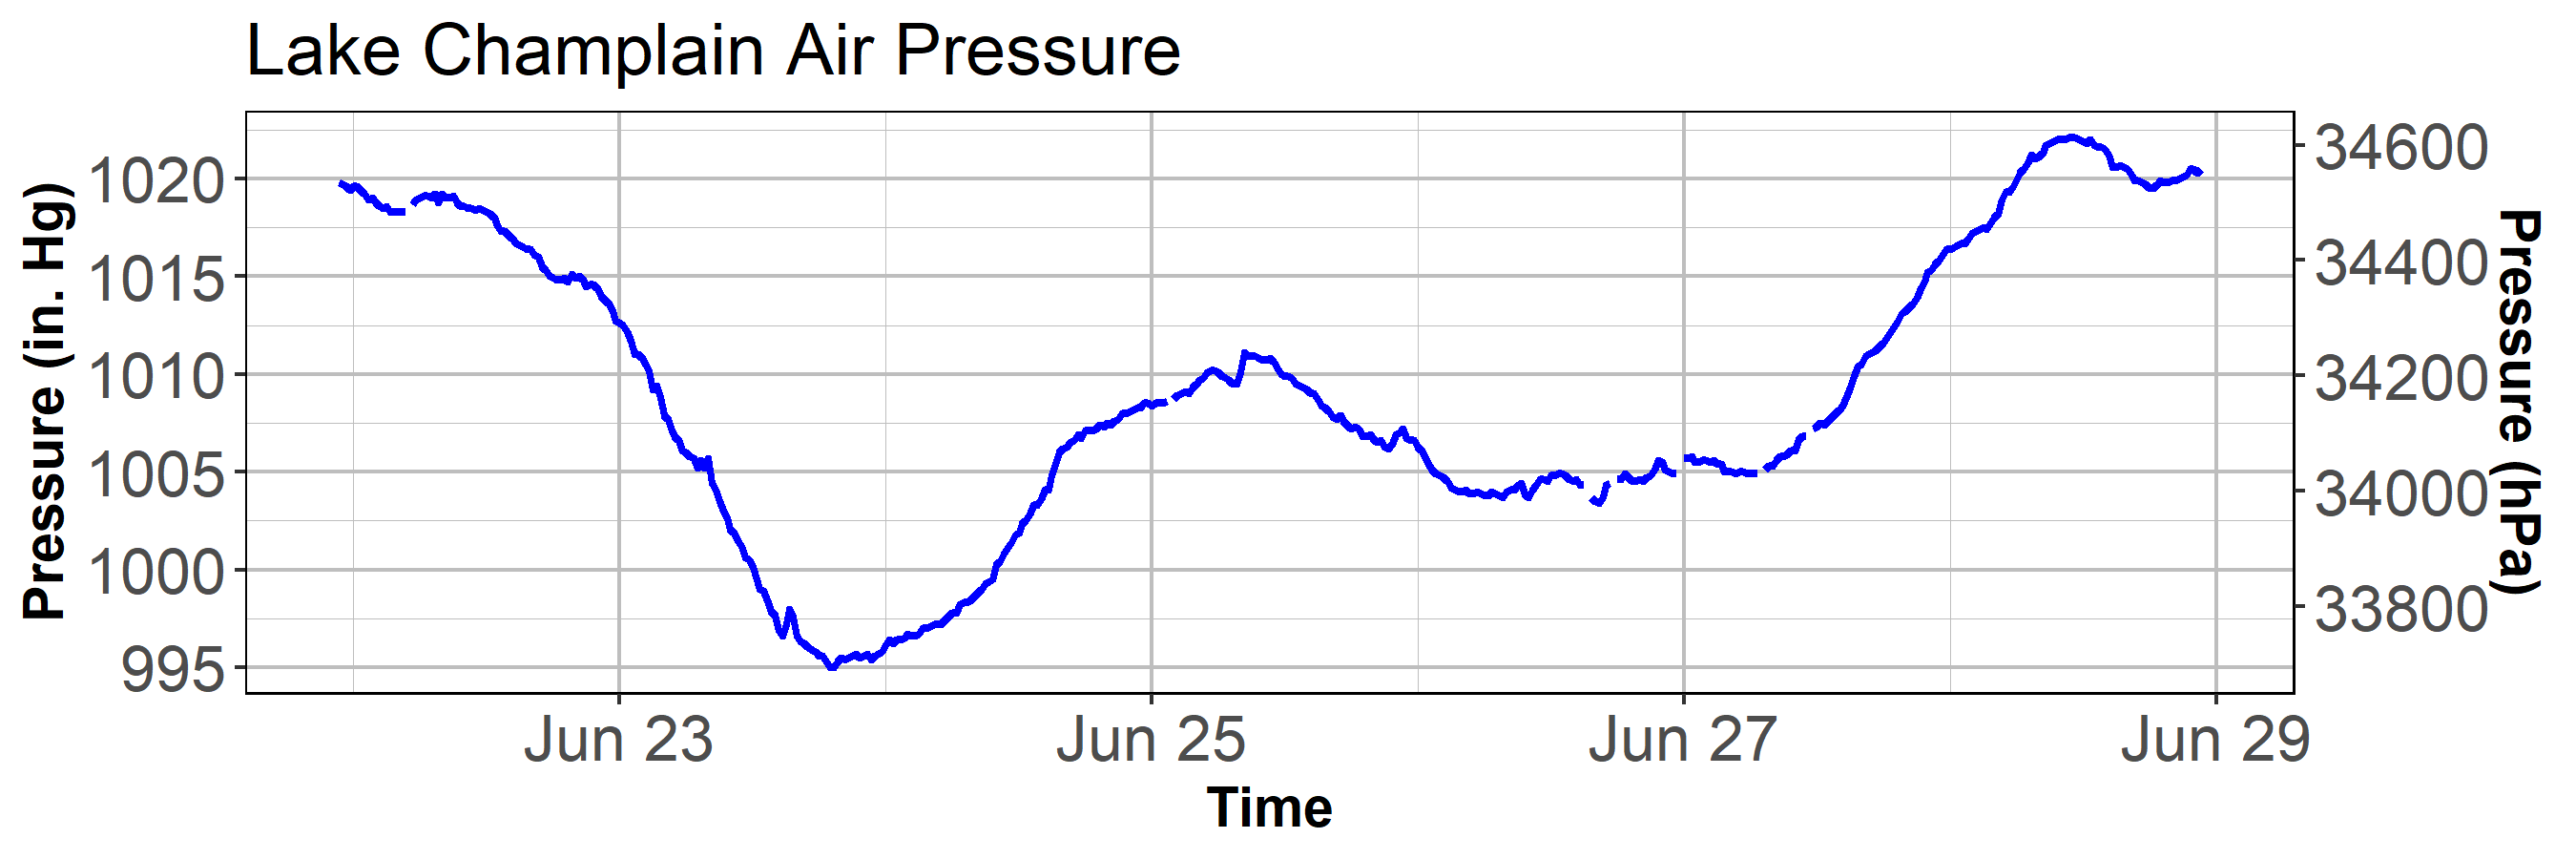 Lake Champlain Air Pressure
Pressure (in. Hg)
1020
1015
1010
1005
1000
995
34600
34400
34200
34000
33800
Pressure (hPa)
Jun 23 Jun 25 Jun 27 Jun 29
Time